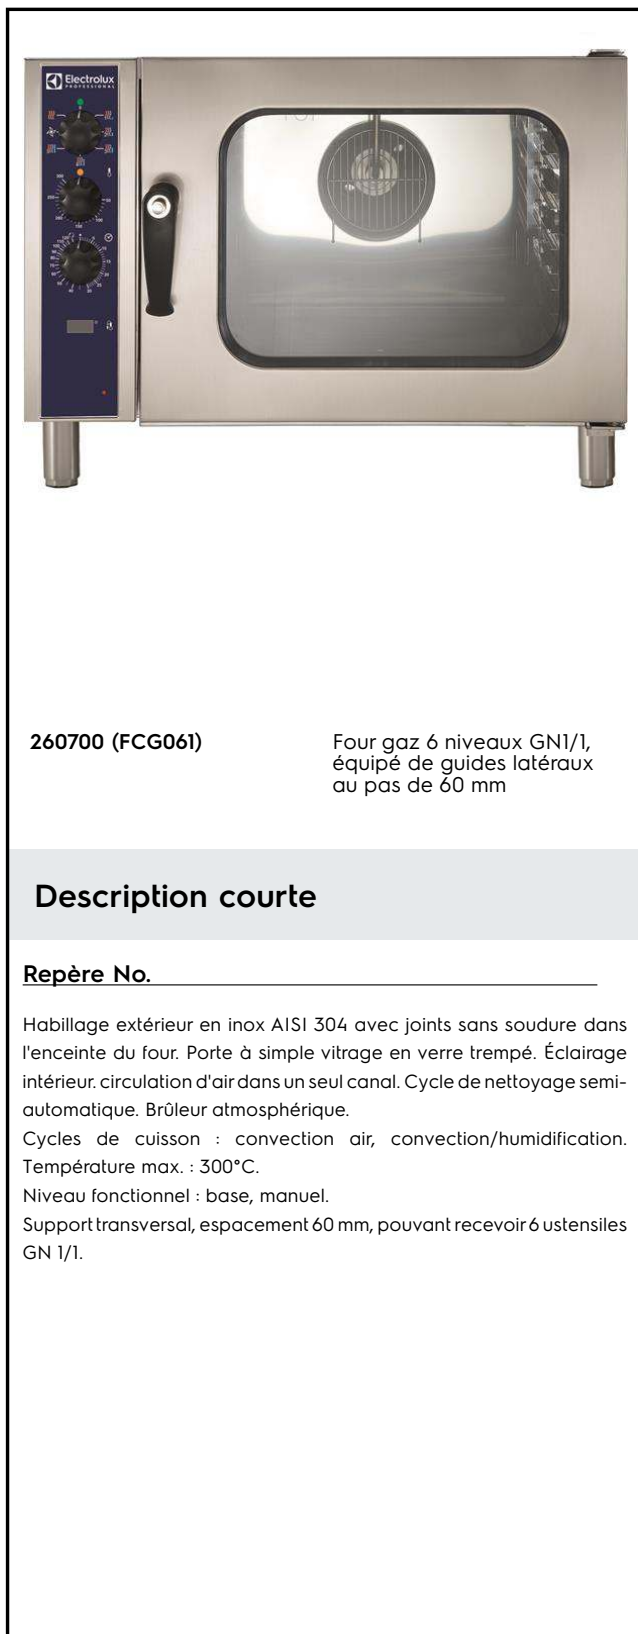 Electrolux
PROFESSIONAL
260700 (FCG061)
Four gaz 6 niveaux GN1/1,
équipé de guides latéraux
au pas de 60 mm
Description courte
Repère No.
Habillage extérieur en inox AISI 304 avec joints sans soudure dans
l'enceinte du four. Porte à simple vitrage en verre trempé. Éclairage
intérieur. circulation d'air dans un seul canal. Cycle de nettoyage semi-
automatique. Brûleur atmosphérique.
Cycles de cuisson : convection air, convection/humidification.
Température max. : 300°C.
Niveau fonctionnel : base, manuel.
Support transversal, espacement 60 mm, pouvant recevoir 6 ustensiles
GN 1/1.